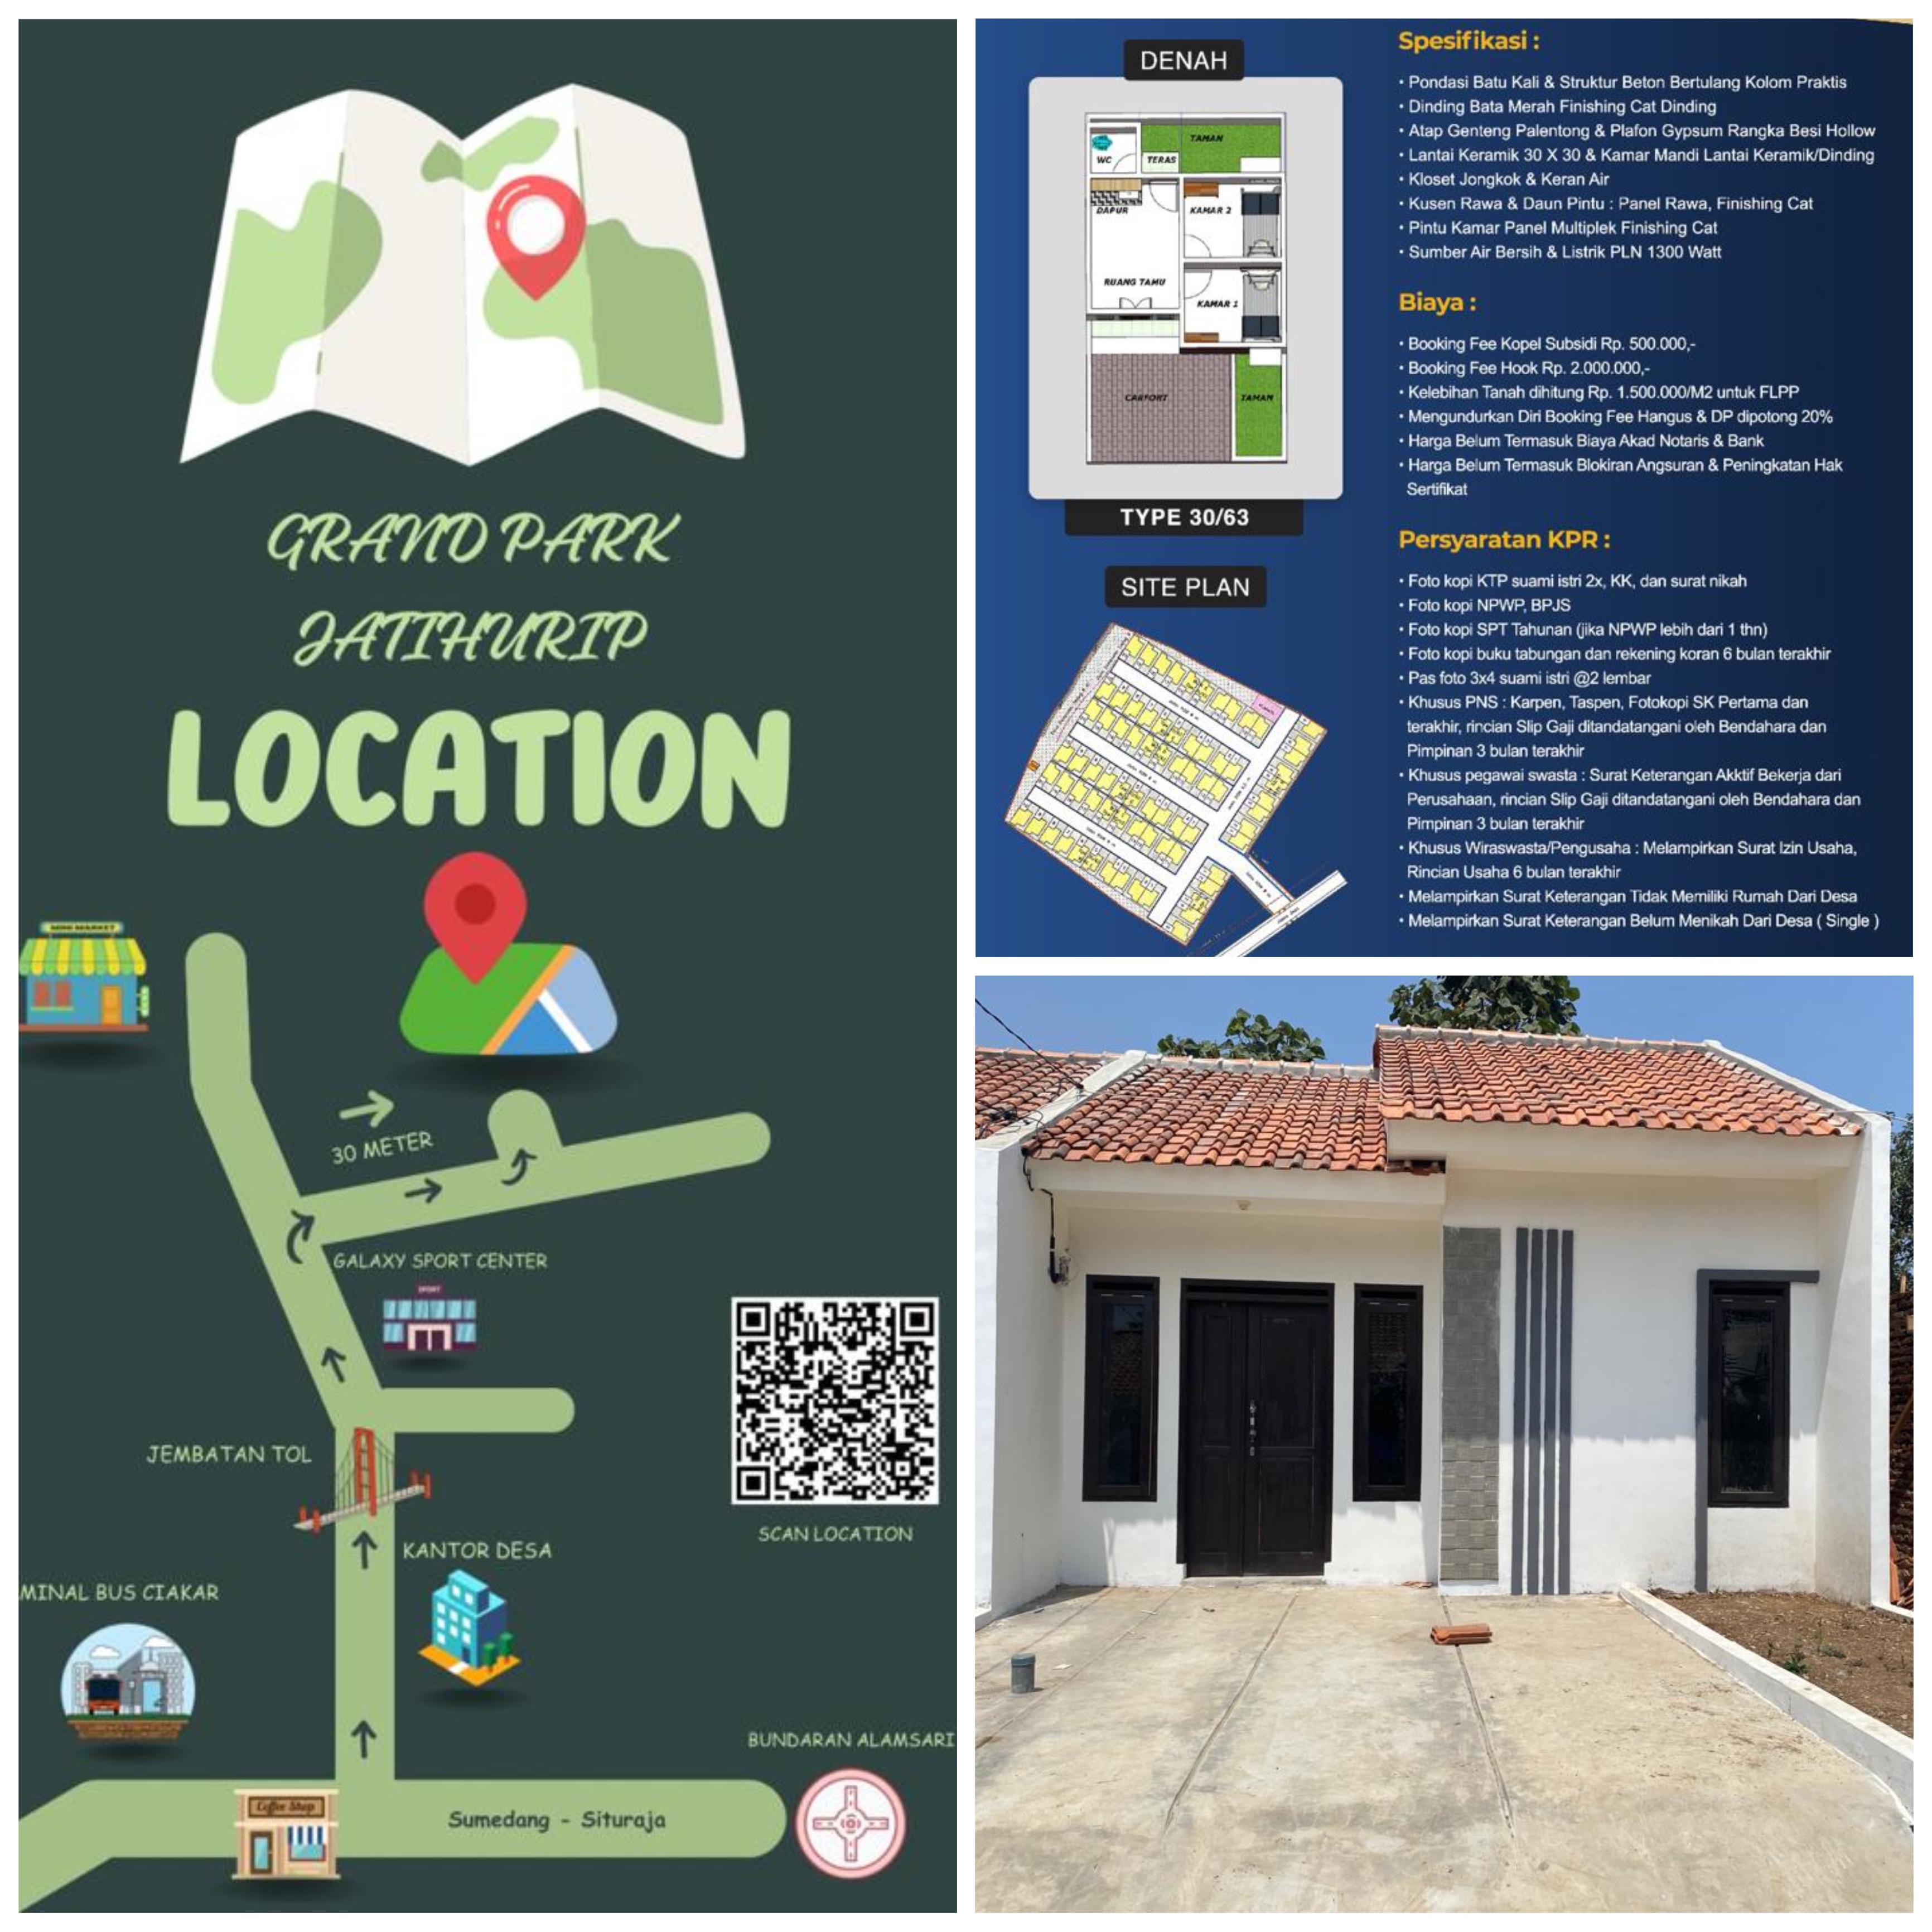 GRAND PARK
JATIHURIP
LOCATION
MINI MARKET
30 METER
GALAXY SPORT CENTER
SPORT
JEMBATAN TOL
SCAN LOCATION
KANTOR DESA
MINAL BUS CIAKAR
BUNDARAN ALAMSARI
Coffee Shop
Sumedang - Situraja
DENAH
TAMAN
WC
TERAS
DAPUR
KAMAR 2
RUANG TAMU
KAMAR 1
CARPORT
TAMAN
TYPE 30/63
SITE PLAN
Spesifikasi :
• Pondasi Batu Kali & Struktur Beton Bertulang Kolom Praktis
• Dinding Bata Merah Finishing Cat Dinding
• Atap Genteng Palentong & Plafon Gypsum Rangka Besi Hollow
• Lantai Keramik 30 X 30 & Kamar Mandi Lantai Keramik/Dinding
• Kloset Jongkok & Keran Air
• Kusen Rawa & Daun Pintu : Panel Rawa, Finishing Cat
• Pintu Kamar Panel Multiplek Finishing Cat
• Sumber Air Bersih & Listrik PLN 1300 Watt
Biaya :
• Booking Fee Kopel Subsidi Rp. 500.000,-
• Booking Fee Hook Rp. 2.000.000,-
• Kelebihan Tanah dihitung Rp. 1.500.000/M2 untuk FLPP
• Mengundurkan Diri Booking Fee Hangus & DP dipotong 20%
• Harga Belum Termasuk Biaya Akad Notaris & Bank
• Harga Belum Termasuk Blokiran Angsuran & Peningkatan Hak
Sertifikat
Persyaratan KPR :
• Foto kopi KTP suami istri 2x, KK, dan surat nikah
• Foto kopi NPWP, BPJS
• Foto kopi SPT Tahunan (jika NPWP lebih dari 1 thn)
• Foto kopi buku tabungan dan rekening koran 6 bulan terakhir
• Pas foto 3x4 suami istri @2 lembar
• Khusus PNS : Karpen, Taspen, Fotokopi SK Pertama dan
terakhir, rincian Slip Gaji ditandatangani oleh Bendahara dan
Pimpinan 3 bulan terakhir
• Khusus pegawai swasta : Surat Keterangan Akktif Bekerja dari
Perusahaan, rincian Slip Gaji ditandatangani oleh Bendahara dan
Pimpinan 3 bulan terakhir
• Khusus Wiraswasta/Pengusaha : Melampirkan Surat Izin Usaha,
Rincian Usaha 6 bulan terakhir
• Melampirkan Surat Keterangan Tidak Memiliki Rumah Dari Desa
• Melampirkan Surat Keterangan Belum Menikah Dari Desa ( Single )